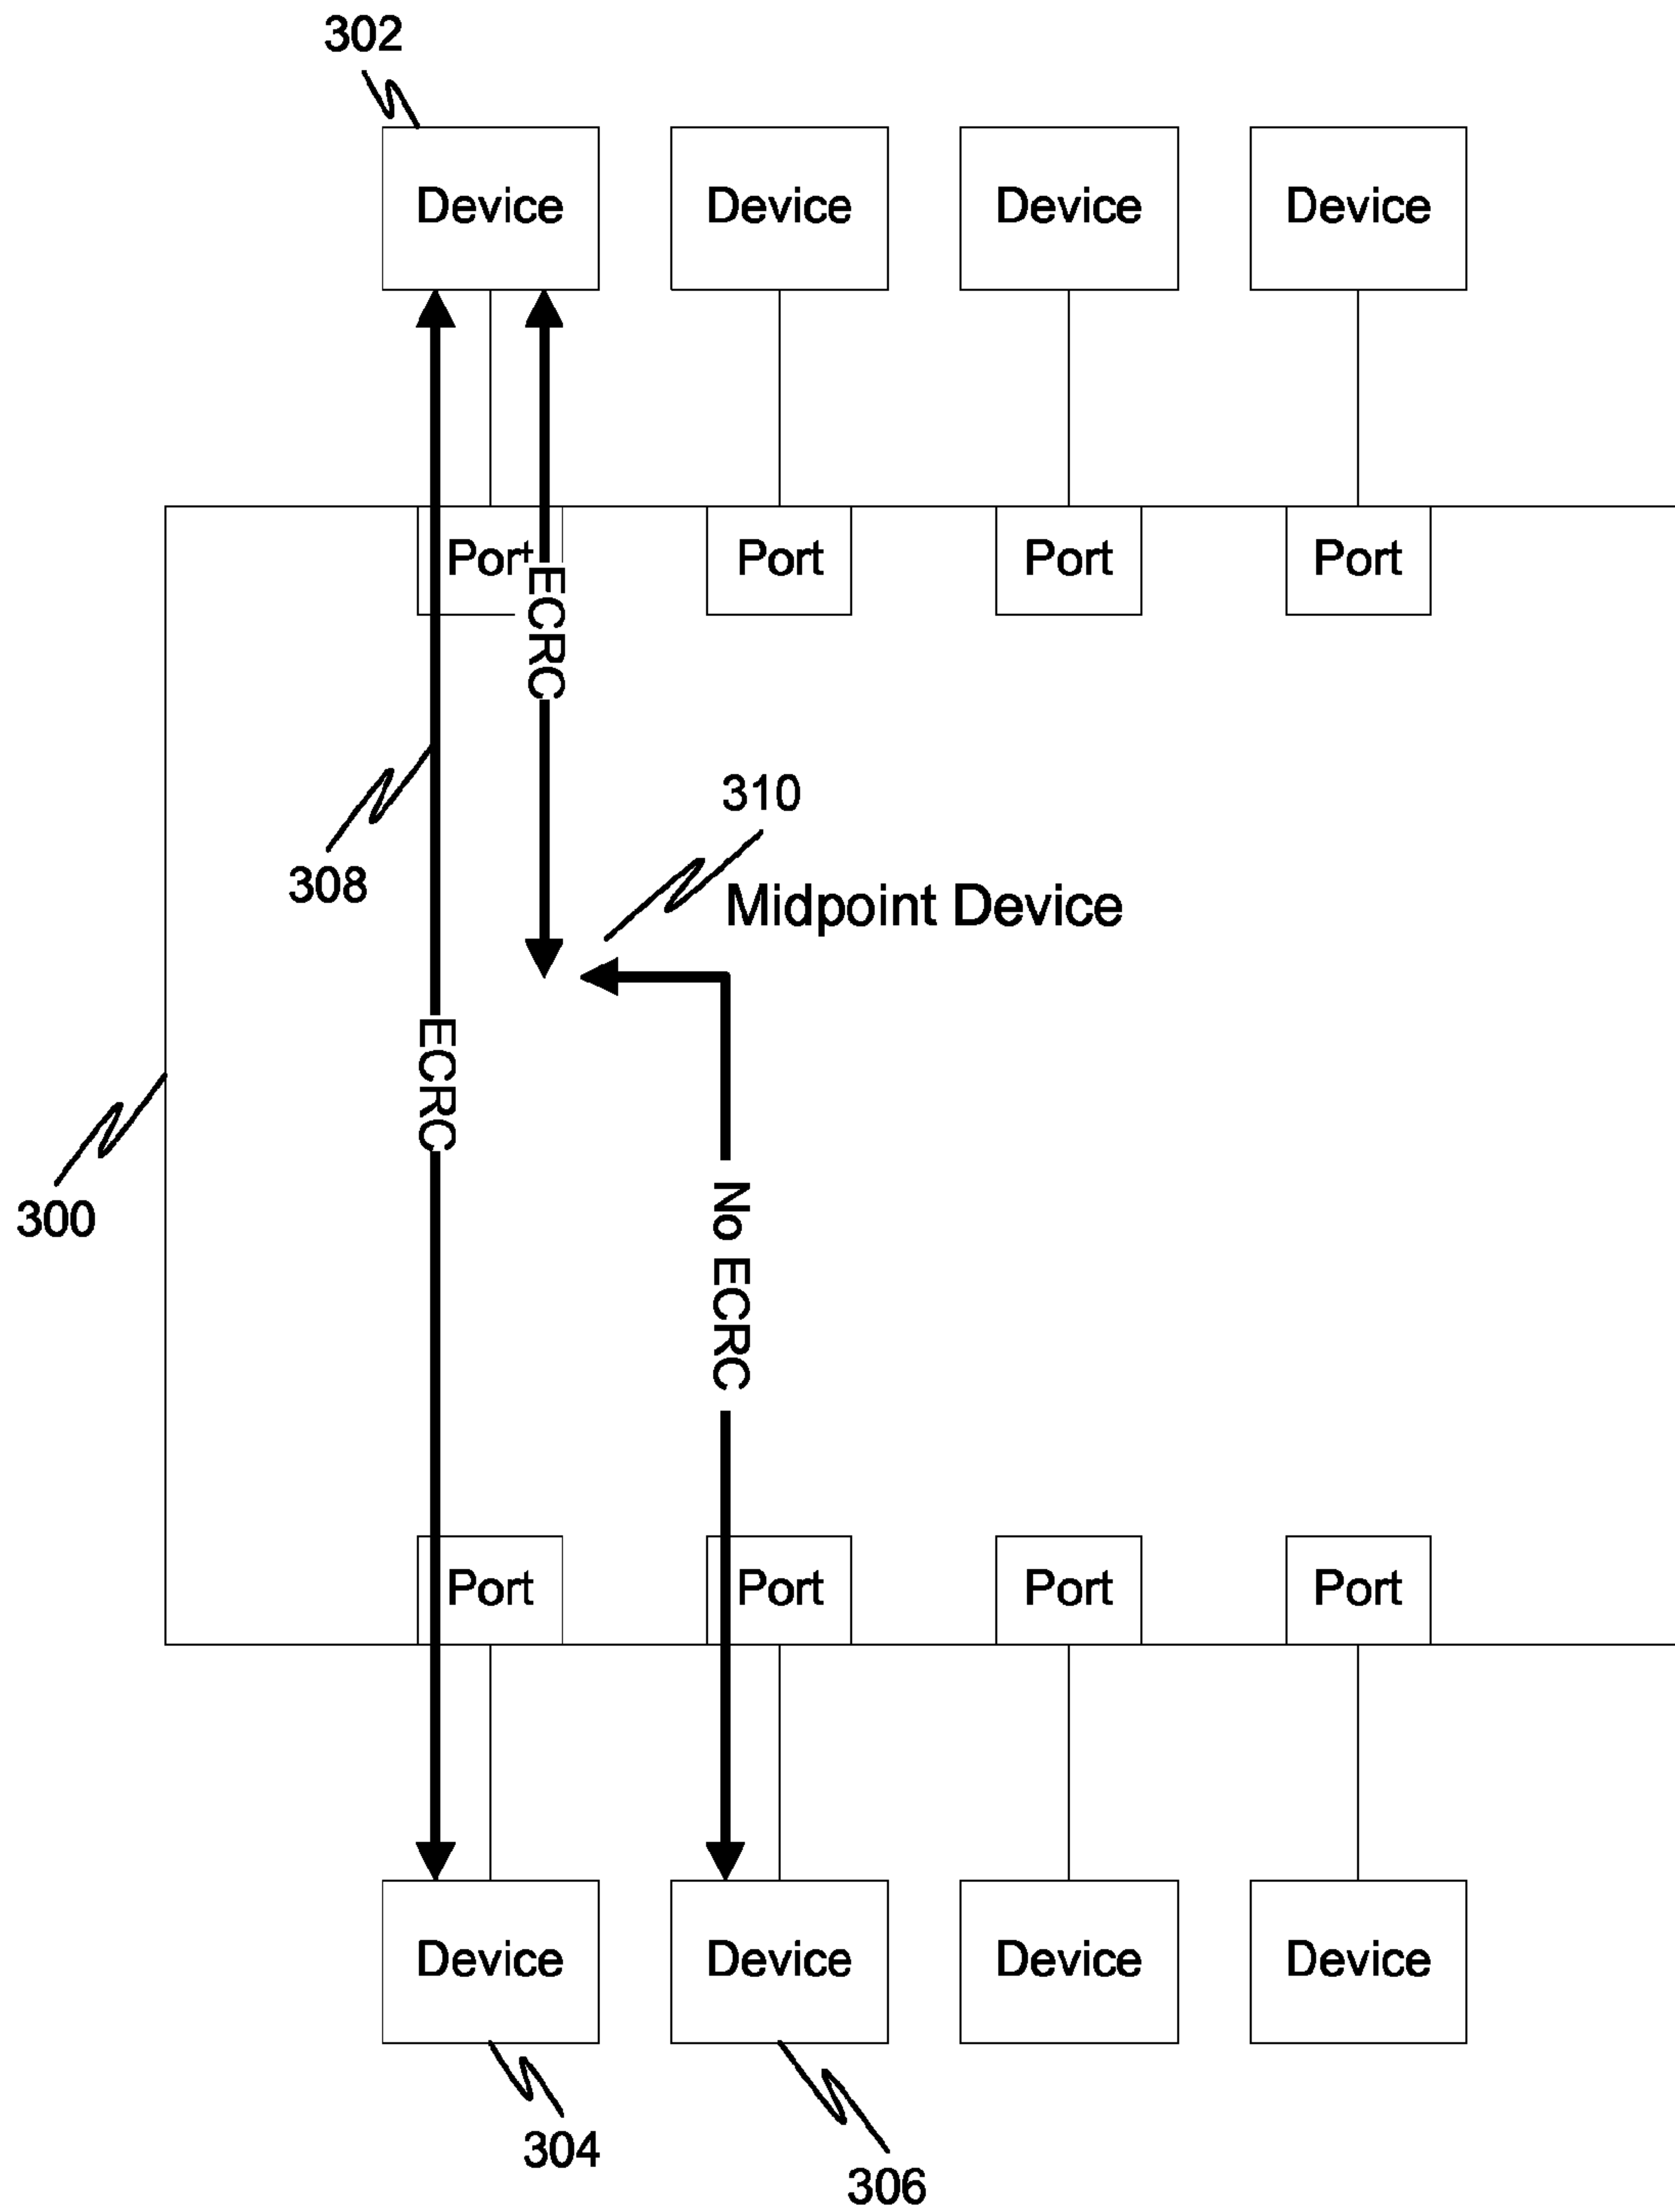 302
Device Device Device Device
Port Port Port Port
ECRC
310
308
Midpoint Device
ECRC
No ECRC
300
Port Port Port Port
Device Device Device Device
304
306